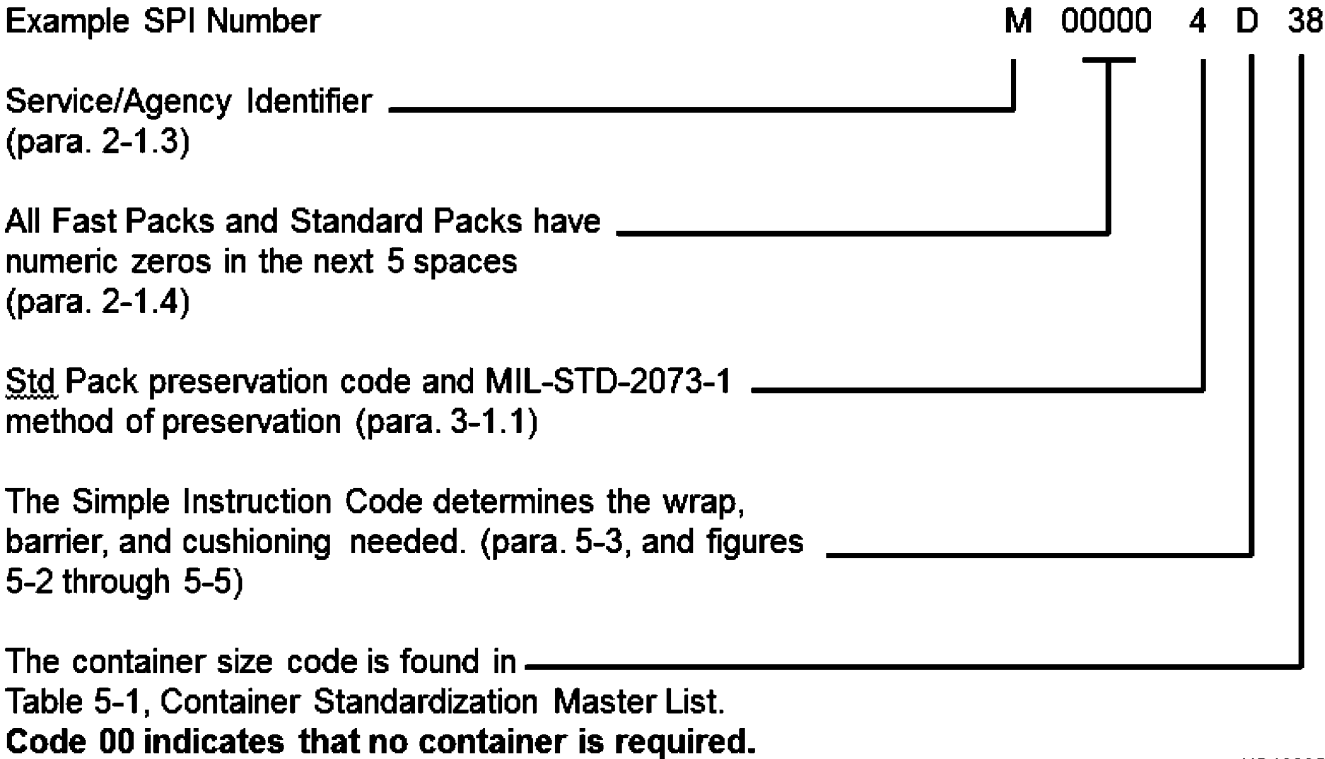 Example SPI Number M 00000 4 D 38
Service/Agency Identifier
(para. 2-1.3)
All Fast Packs and Standard Packs have
numeric zeros in the next 5 spaces
(para. 2-1.4)
Std Pack preservation code and MIL-STD-2073-1
method of preservation (para. 3-1.1)
The Simple Instruction Code determines the wrap,
barrier, and cushioning needed. (para. 5-3, and figures
5-2 through 5-5)
The container size code is found in
Table 5-1, Container Standardization Master List.
Code 00 indicates that no container is required.